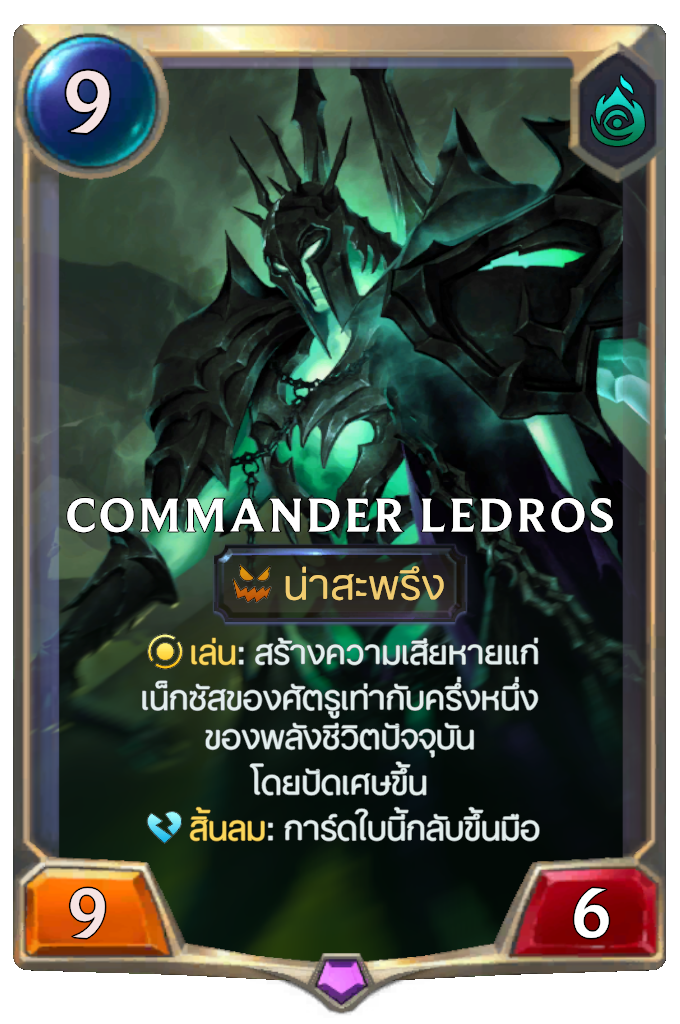 9
COMMANDER LEDROS
น่าสะพรึง
เล่น: สร้างความเสียหายแก่
เน็กซัสของศัตรูเท่ากับครึ่งหนึ่ง
ของพลังชีวิตปัจจุบัน
โดยปัดเศษขึ้น
สิ้นลม: การ์ดใบนี้กลับขึ้นมือ
9
6